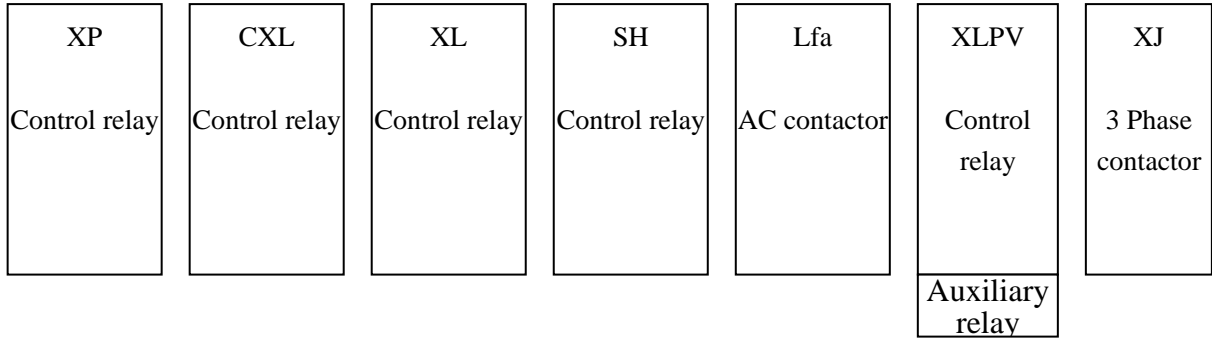 XP
Control relay
CXL
Control relay
XL
Control relay
SH
Control relay
Lfa
AC contactor
XLPV
Control
relay
Auxiliary
relay
XJ
3 Phase
contactor